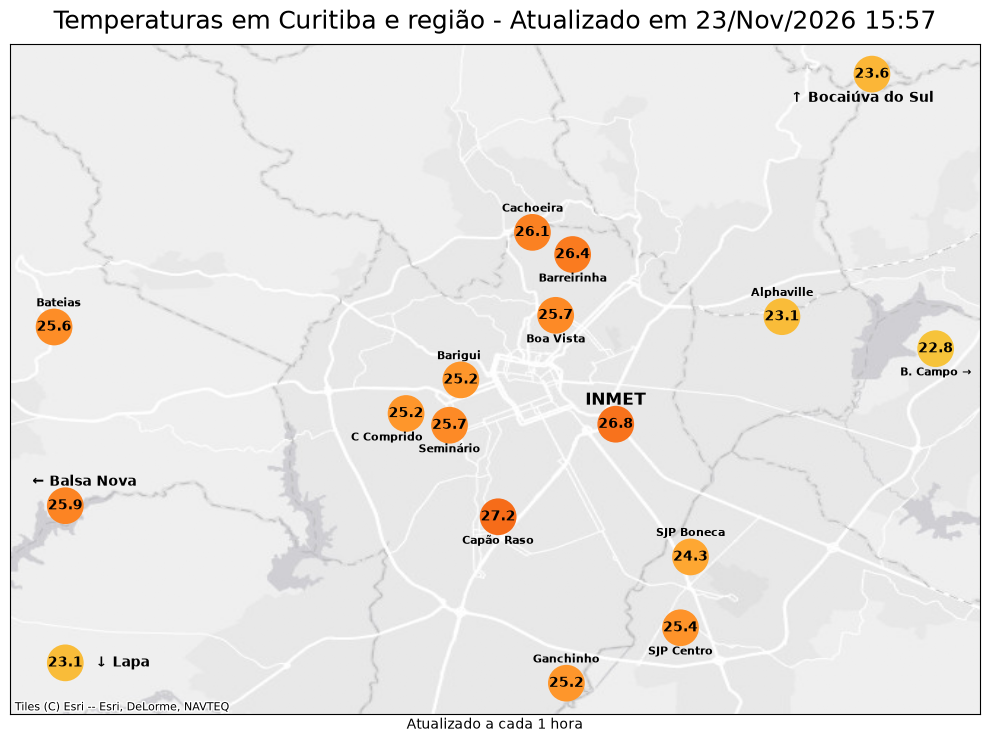 Temperaturas em Curitiba e região - Atualizado em 23/Nov/2026 15:57
23.6
↑ Bocaiúva do Sul
Cachoeira
26.1
26.4
Barreirinha
Alphaville
23.1
Bateias
25.6
25.7
Boa Vista
22.8
B. Campo →
Barigui
25.2
INMET
26.8
25.2
C Comprido
25.7
Seminário
← Balsa Nova
25.9
27.2
Capão Raso
SJP Boneca
24.3
25.4
SJP Centro
23.1 ↓ Lapa
Ganchinho
25.2
Tiles (C) Esri -- Esri, DeLorme, NAVTEQ
Atualizado a cada 1 hora